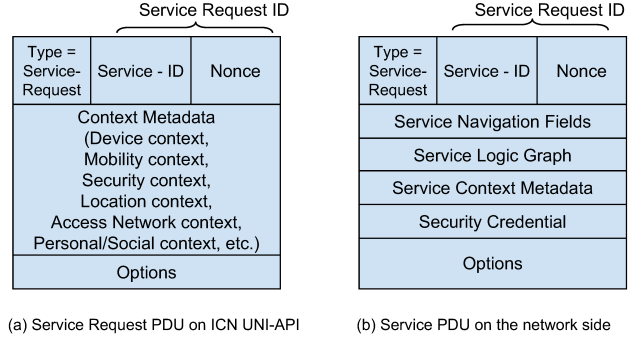 Service Request ID
Type =
Service-
Request
Service - ID
Nonce
Context Metadata
(Device context,
Mobility context,
Security context,
Location context,
Access Network context,
Personal/Social context, etc.)
Options
(a) Service Request PDU on ICN UNI-API
Service Request ID
Type =
Service-
Request
Service - ID
Nonce
Service Navigation Fields
Service Logic Graph
Service Context Metadata
Security Credential
Options
(b) Service PDU on the network side